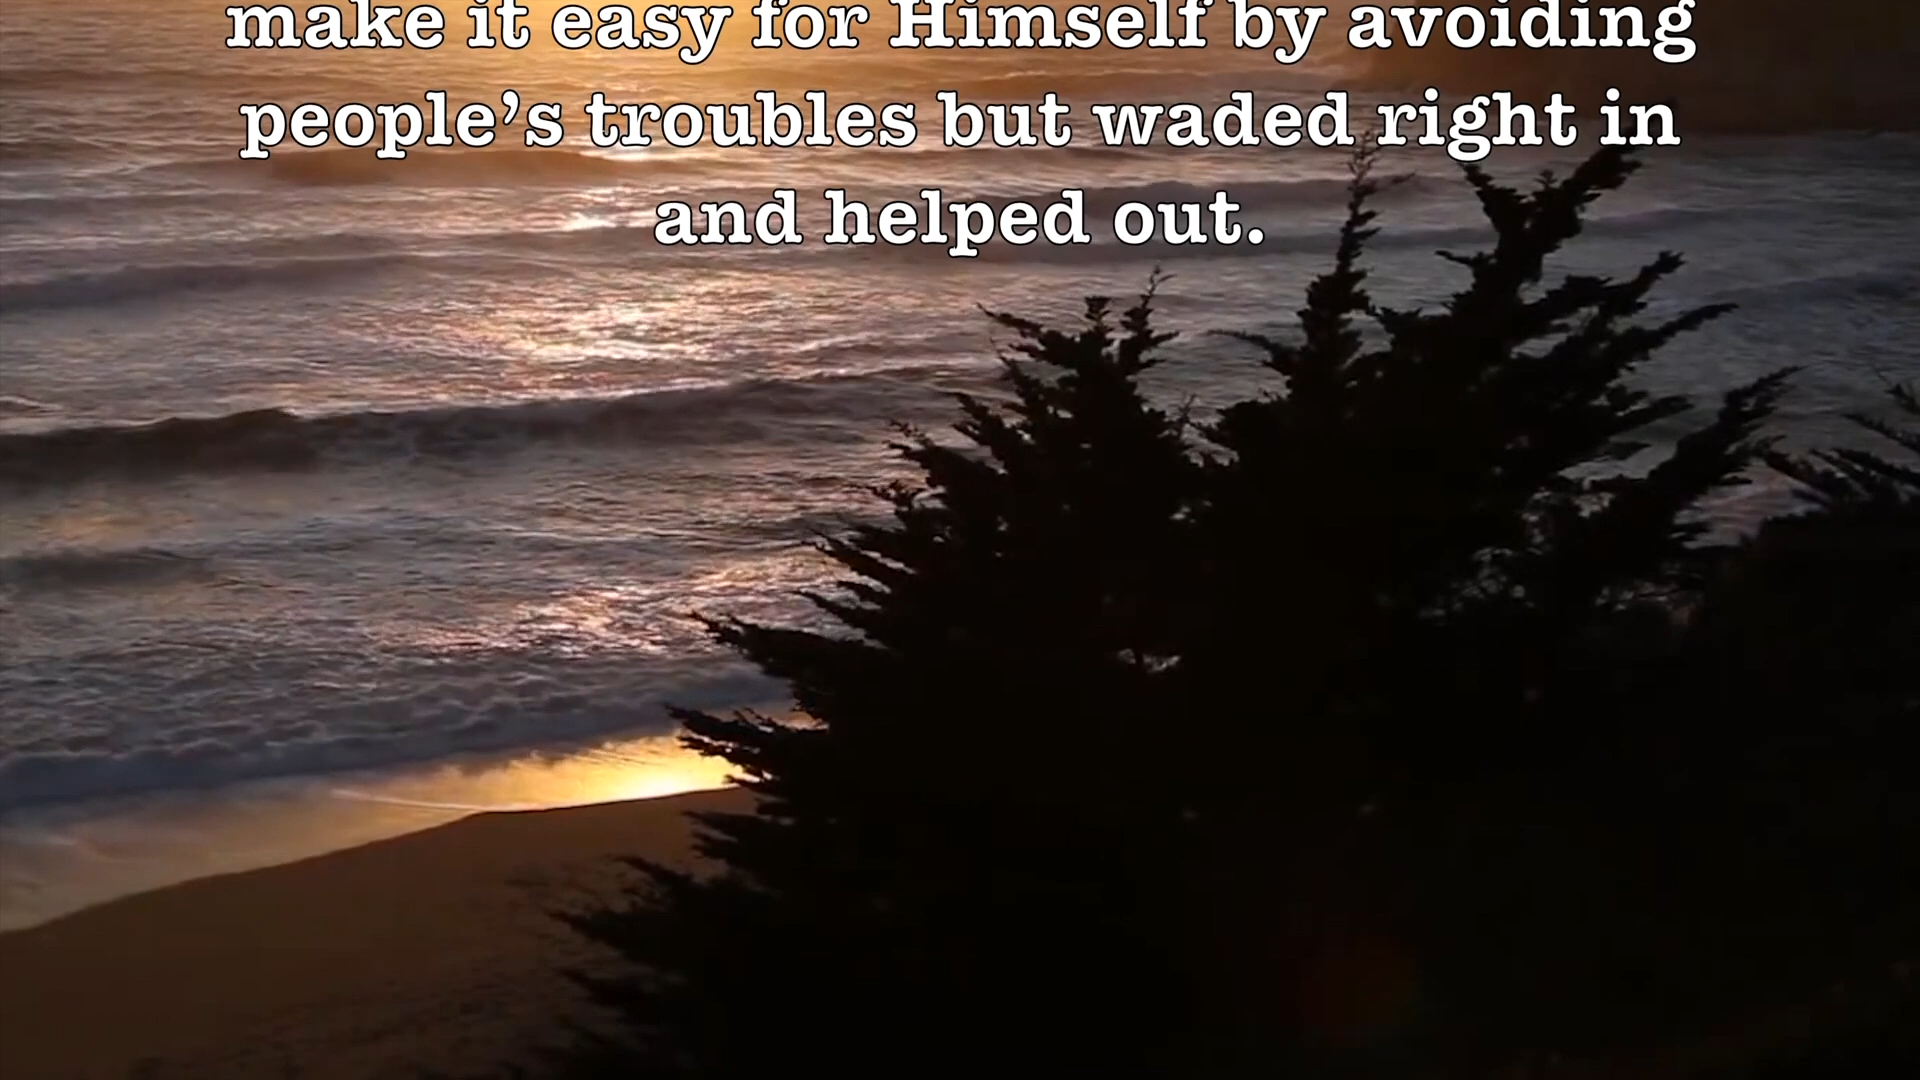 make it easy for Himself by avoiding
people’s troubles but waded right in
and helped out.